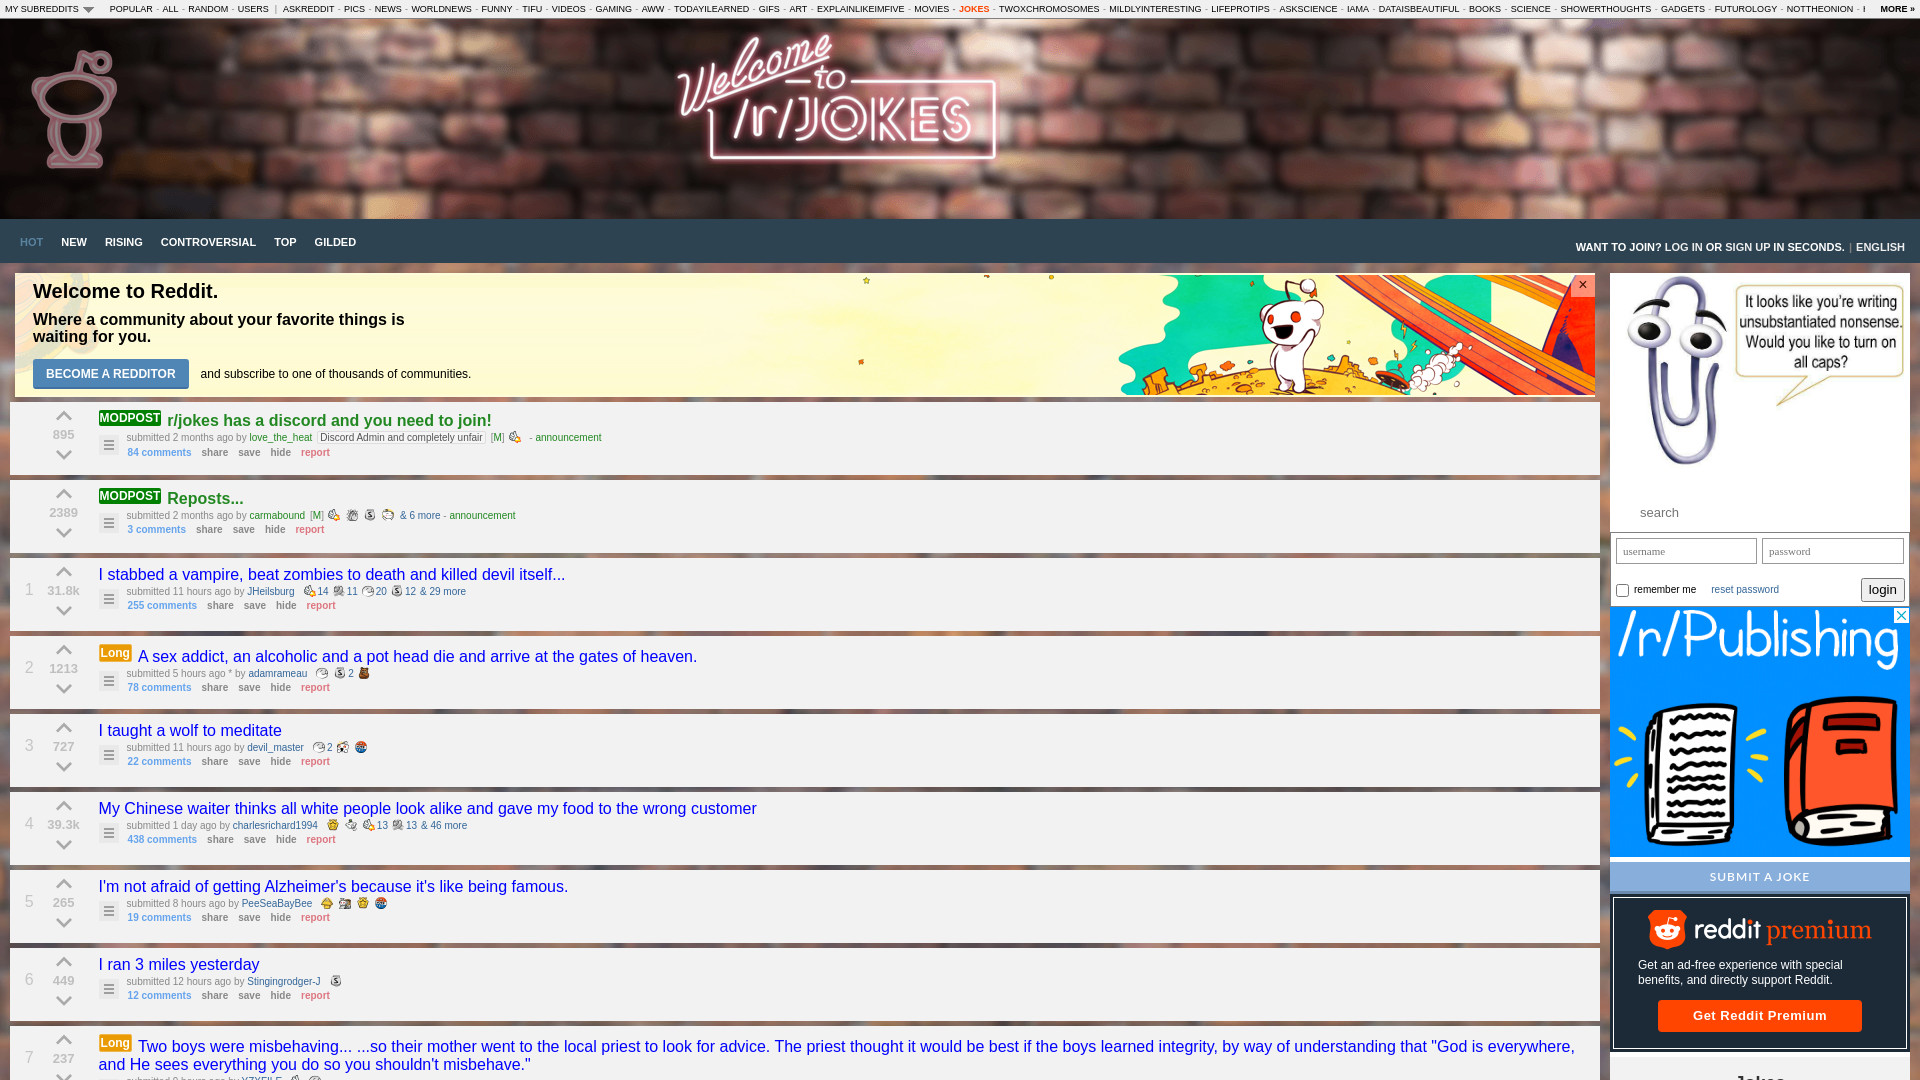 MY SUBREDDITS POPULAR - ALL - RANDOM - USERS | ASKREDDIT - PICS - NEWS - WORLDNEWS - FUNNY - TIFU - VIDEOS - GAMING - AWW - TODAYILEARNED - GIFS - ART - EXPLAINLIKEIMFIVE - MOVIES - JOKES - TWOXCHROMOSOMES - MILDLYINTERESTING - LIFEPROTIPS - ASKSCIENCE - IAMA - DATAISBEAUTIFUL - BOOKS - SCIENCE - SHOWERTHOUGHTS - GADGETS - FUTUROLOGY - NOTTHEONION - MORE »
Welcome
to
/r/JOKES
HOT NEW RISING CONTROVERSIAL TOP GILDED
WANT TO JOIN? LOG IN OR SIGN UP IN SECONDS. | ENGLISH
Welcome to Reddit.
Where a community about your favorite things is
waiting for you.
BECOME A REDDITOR and subscribe to one of thousands of communities.
×
895
MODPOST r/jokes has a discord and you need to join!
submitted 2 months ago by love_the_heat Discord Admin and completely unfair [M] - announcement
84 comments share save hide report
2389
MODPOST Reposts...
submitted 2 months ago by carmabound [M] & 6 more - announcement
3 comments share save hide report
1 31.8k
I stabbed a vampire, beat zombies to death and killed devil itself...
submitted 11 hours ago by JHeilsburg 14 11 20 12 & 29 more
255 comments share save hide report
2 1213
Long A sex addict, an alcoholic and a pot head die and arrive at the gates of heaven.
submitted 5 hours ago * by adamrameau 2
78 comments share save hide report
3 727
I taught a wolf to meditate
submitted 11 hours ago by devil_master 2
22 comments share save hide report
4 39.3k
My Chinese waiter thinks all white people look alike and gave my food to the wrong customer
submitted 1 day ago by charlesrichard1994 13 13 & 46 more
438 comments share save hide report
5 265
I'm not afraid of getting Alzheimer's because it's like being famous.
submitted 8 hours ago by PeeSeaBayBee
19 comments share save hide report
6 449
I ran 3 miles yesterday
submitted 12 hours ago by Stingingrodger-J
12 comments share save hide report
7 237
Long Two boys were misbehaving... ...so their mother went to the local priest to look for advice. The priest thought it would be best if the boys learned integrity, by way of understanding that "God is everywhere,
and He sees everything you do so you shouldn't misbehave."
It looks like you're writing
unsubstantiated nonsense.
Would you like to turn on
all caps?
search
username password
remember me reset password login
/r/Publishing
SUBMIT A JOKE
reddit premium
Get an ad-free experience with special
benefits, and directly support Reddit.
Get Reddit Premium